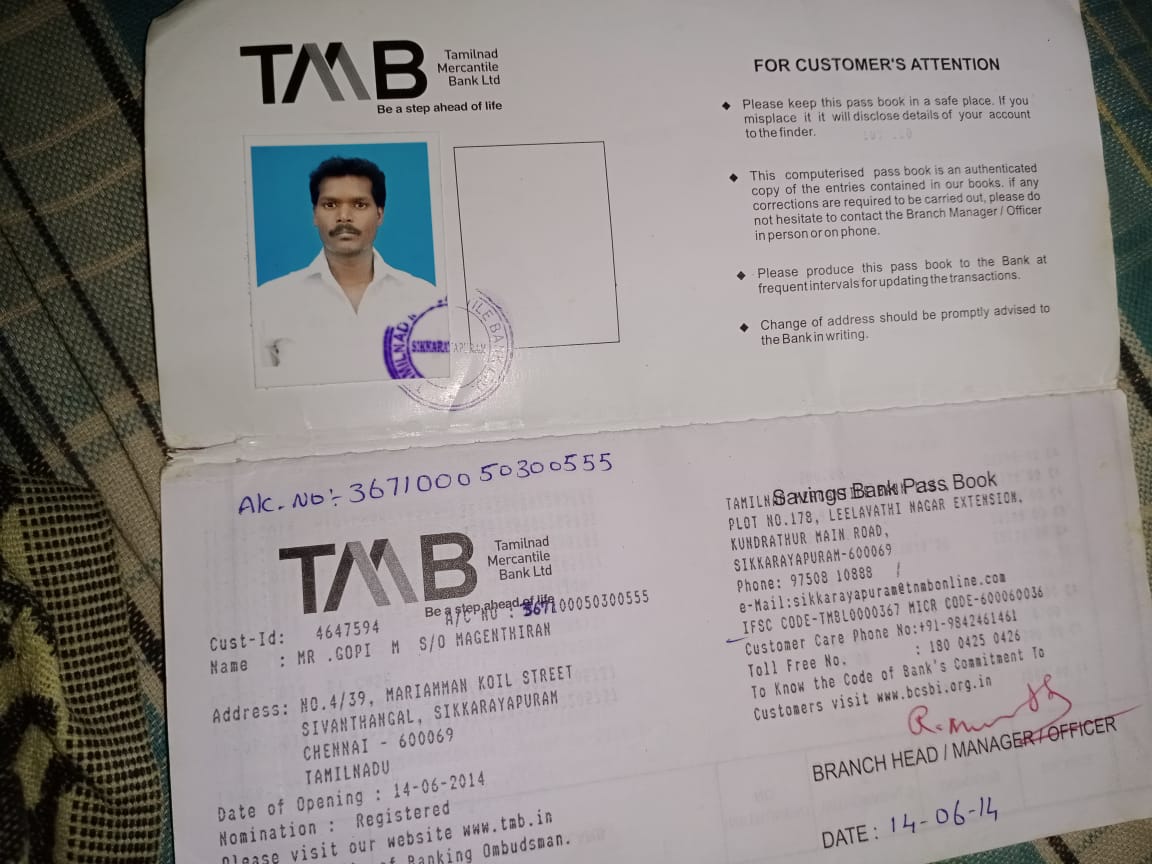 TMB
Tamilnad
Mercantile
Bank Ltd
Be a step ahead of life
FOR CUSTOMER'S ATTENTION
◆ Please keep this pass book in a safe place. If you
misplace it it will disclose details of your account
to the finder.
◆ This computerised pass book is an authenticated
copy of the entries contained in our books. if any
corrections are required to be carried out, please do
not hesitate to contact the Branch Manager / Officer
in person or on phone.
◆ Please produce this pass book to the Bank at
frequent intervals for updating the transactions.
◆ Change of address should be promptly advised to
the Bank in writing.
SIKKARAYAPURAM
A/c. No:- 367100050300555
TMB
Tamilnad
Mercantile
Bank Ltd
Be a step ahead of life
A/C NO : 367100050300555
Cust-Id: 4647594
Name : MR .GOPI M S/O MAGENTHIRAN
Address: NO.4/39, MARIAMMAN KOIL STREET
SIVANTHANGAL, SIKKARAYAPURAM
CHENNAI - 600069
TAMILNADU
Date of Opening : 14-06-2014
Nomination : Registered
Please visit our website www.tmb.in
Banking Ombudsman.
Savings Bank Pass Book
PLOT NO.178, LEELAVATHI NAGAR EXTENSION,
KUNDRATHUR MAIN ROAD,
SIKKARAYAPURAM-600069
Phone: 97508 10888 /
e-Mail:sikkarayapuram@tnmbonline.com
IFSC CODE-TMBL0000367 MICR CODE-600060036
Customer Care Phone No:+91-9842461461
Toll Free No. : 180 0425 0426
To Know the Code of Bank's Commitment To
Customers visit www.bcsbi.org.in
BRANCH HEAD / MANAGER / OFFICER
DATE : 14-06-14